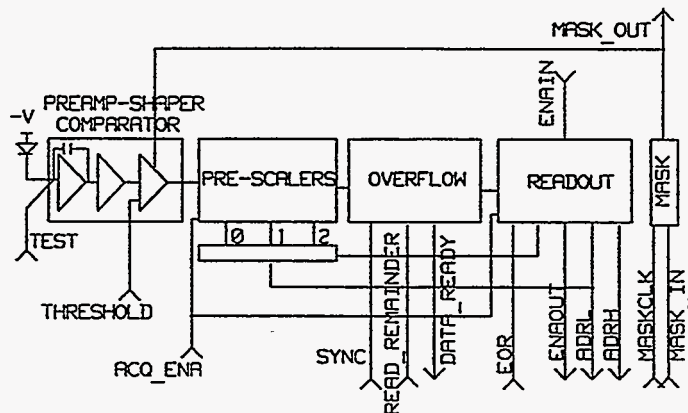 MASK_OUT
PREAMP-SHAPER
COMPARATOR
-V
ENAIN
PRE-SCALERS
OVERFLOW
READOUT
MASK
0 1 2
TEST
THRESHOLD
ACQ_ENA
SYNC
READ_REMAINDER
DATA_READY
EOR
ENAOUT
ADRL
ADRH
MASKCLK
MASK_IN